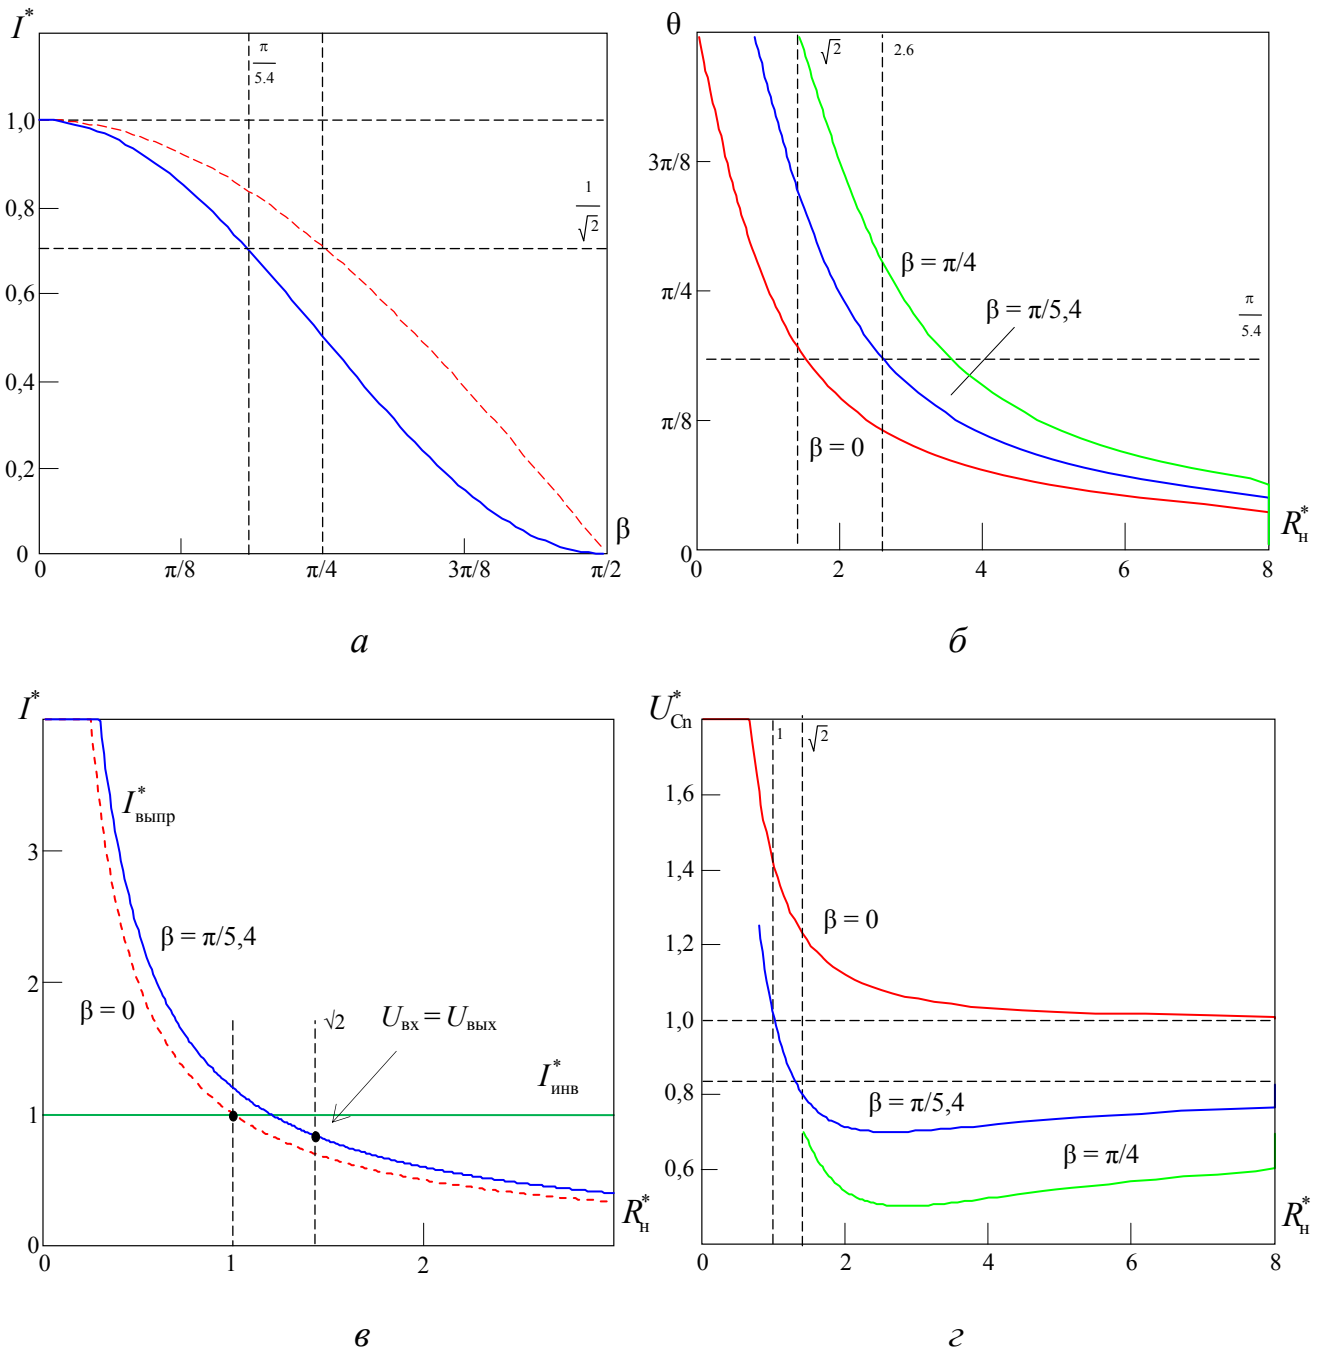 I*
π
5.4
1,0
1
√2
0,8
0,6
0,4
0,2
0
β
0
π/8
π/4
3π/8
π/2
а
θ
√2
2.6
3π/8
β = π/4
π/4
β = π/5,4
π
5.4
π/8
β = 0
0
R*н
0
2
4
6
8
б
I*
I*выпр
3
β = π/5,4
2
β = 0
√2
Uвх = Uвых
I*инв
1
R*н
0
0
1
2
в
U*Cп
1
√2
1,6
1,4
β = 0
1,2
1,0
0,8
β = π/5,4
β = π/4
0,6
R*н
0
2
4
6
8
г